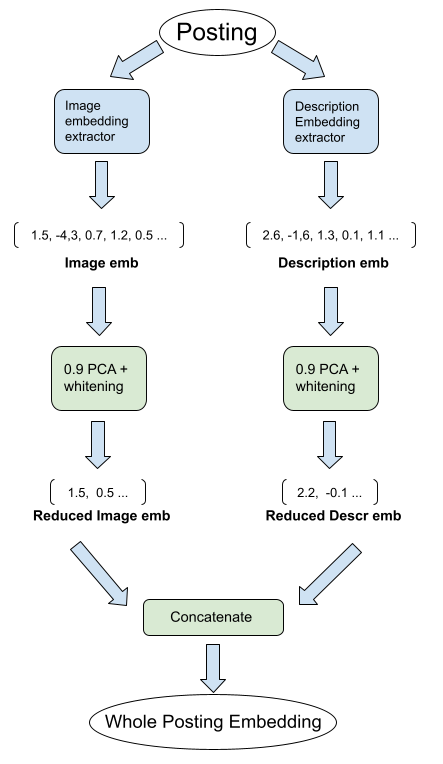 Posting
Image
embedding
extractor
Description
Embedding
extractor
1.5, -4,3, 0.7, 1.2, 0.5 ...
2.6, -1,6, 1.3, 0.1, 1.1 ...
Image emb
Description emb
0.9 PCA +
whitening
0.9 PCA +
whitening
1.5, 0.5 ...
2.2, -0.1 ...
Reduced Image emb
Reduced Descr emb
Concatenate
Whole Posting Embedding